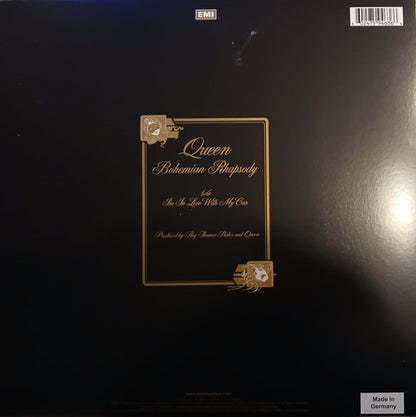 EMI
Queen
Bohemian Rhapsody
b/w
I'm In Love With My Car
Produced by Roy Thomas Baker and Queen
Made in
Germany